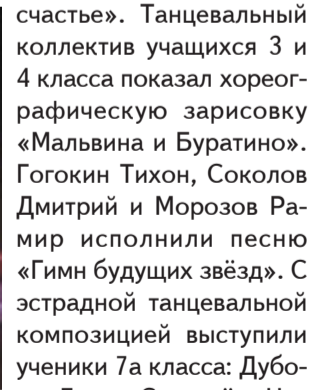 счастье». Танцевальный
коллектив учащихся 3 и
4 класса показал хореог-
рафическую зарисовку
«Мальвина и Буратино».
Гогокин Тихон, Соколов
Дмитрий и Морозов Ра-
мир исполнили песню
«Гимн будущих звёзд». С
эстрадной танцевальной
композицией выступили
ученики 7а класса: Дубо-